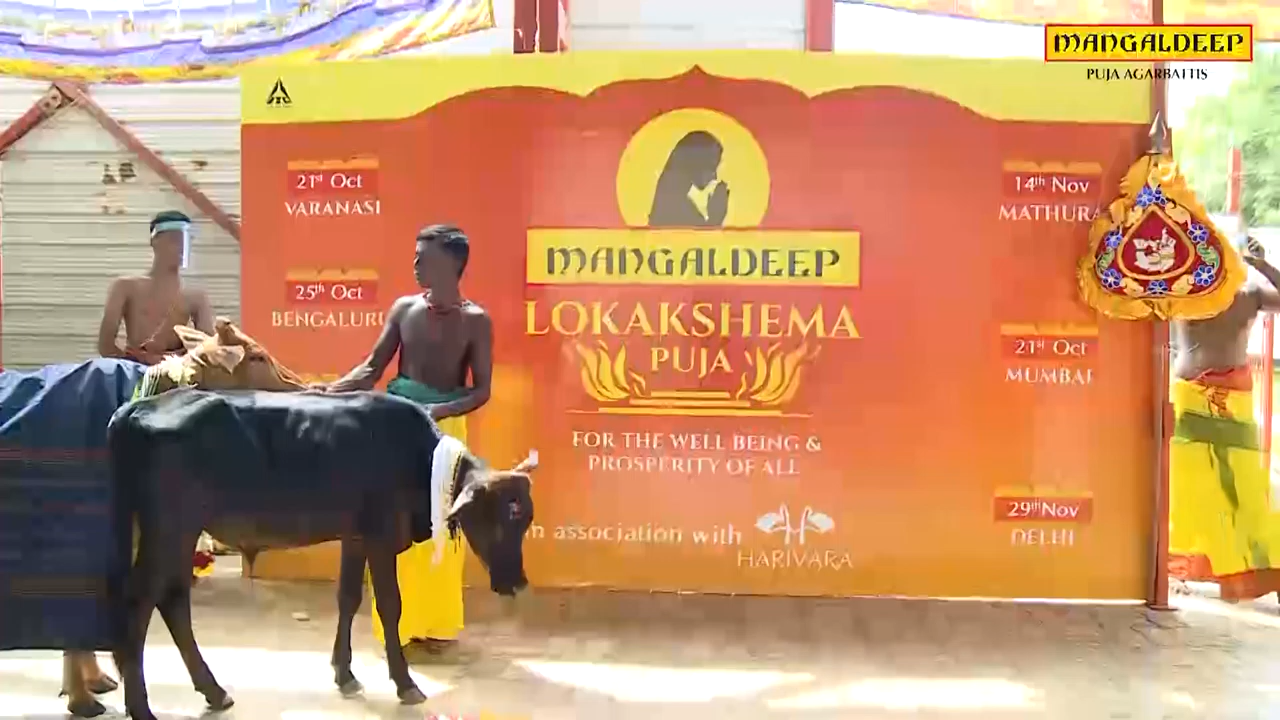 MANGALDEEP
PUJA AGARBATTIS
21st Oct
VARANASI
25th Oct
BENGALURU
MANGALDEEP
LOKAKSHEMA
PUJA
FOR THE WELL BEING &
PROSPERITY OF ALL
in association with
HARIVARA
14th Nov
MATHURA
21st Oct
MUMBAI
29th Nov
DELHI